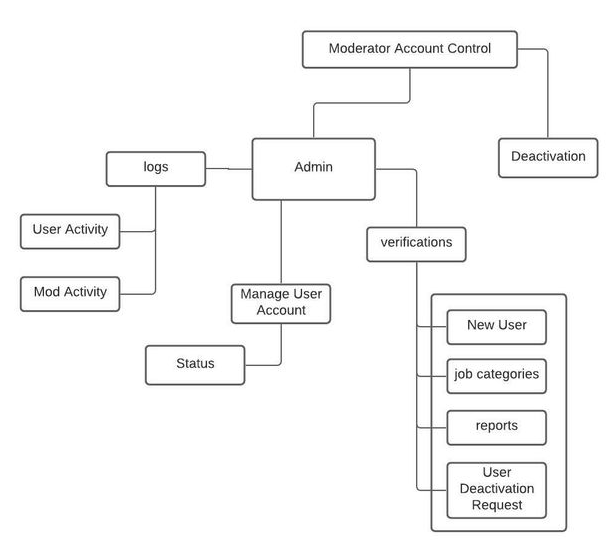 Moderator Account Control
Deactivation
Admin
logs
User Activity
Mod Activity
verifications
Manage User
Account
Status
New User
job categories
reports
User
Deactivation
Request